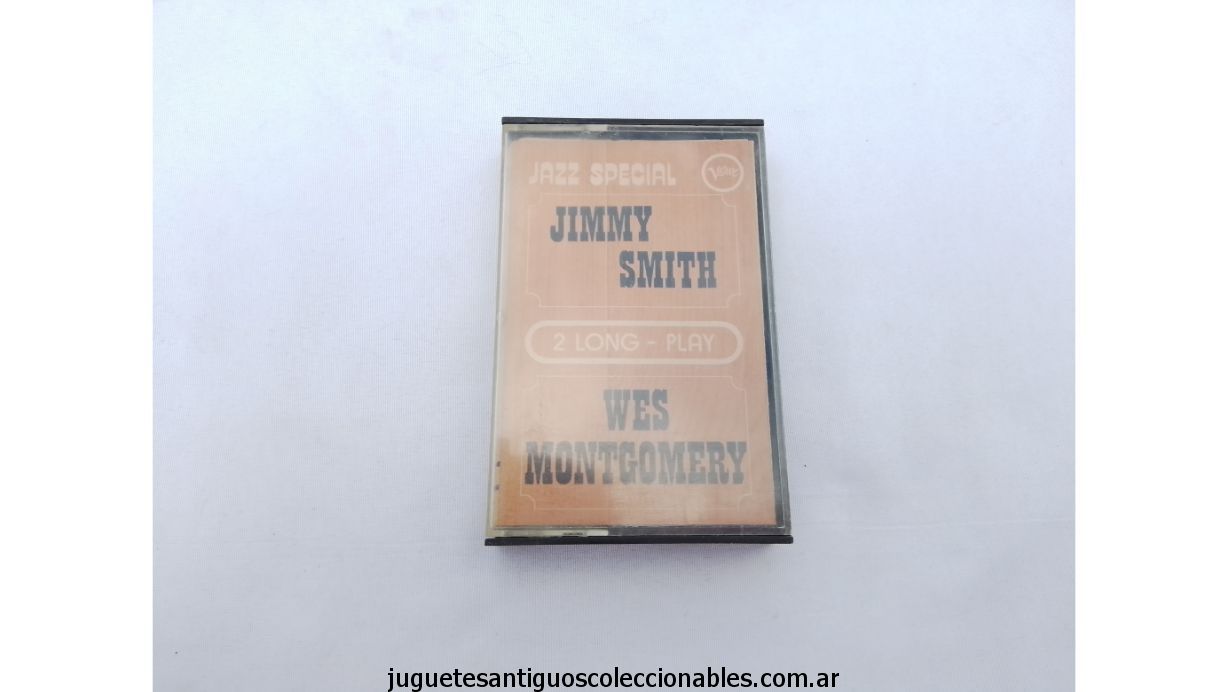 JAZZ SPECIAL
Verve
JIMMY
SMITH
2 LONG - PLAY
WES
MONTGOMERY
juguetesantiguoscoleccionables.com.ar